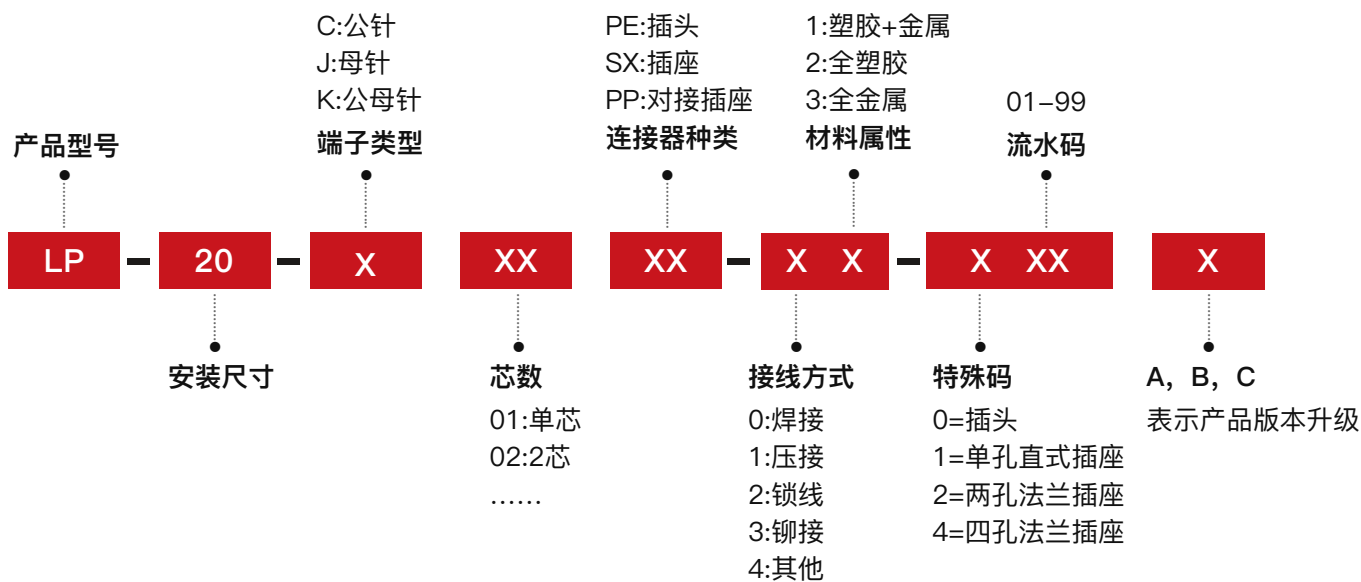 C:公针
J:母针
K:公母针
端子类型
PE:插头
SX:插座
PP:对接插座
连接器种类
1:塑胶+金属
2:全塑胶
3:全金属
材料属性
01-99
流水码
产品型号
LP - 20 - X XX XX - X X - X XX X
安装尺寸
芯数
01:单芯
02:2芯
……
接线方式
0:焊接
1:压接
2:锁线
3:铆接
4:其他
特殊码
0=插头
1=单孔直式插座
2=两孔法兰插座
4=四孔法兰插座
A，B，C
表示产品版本升级